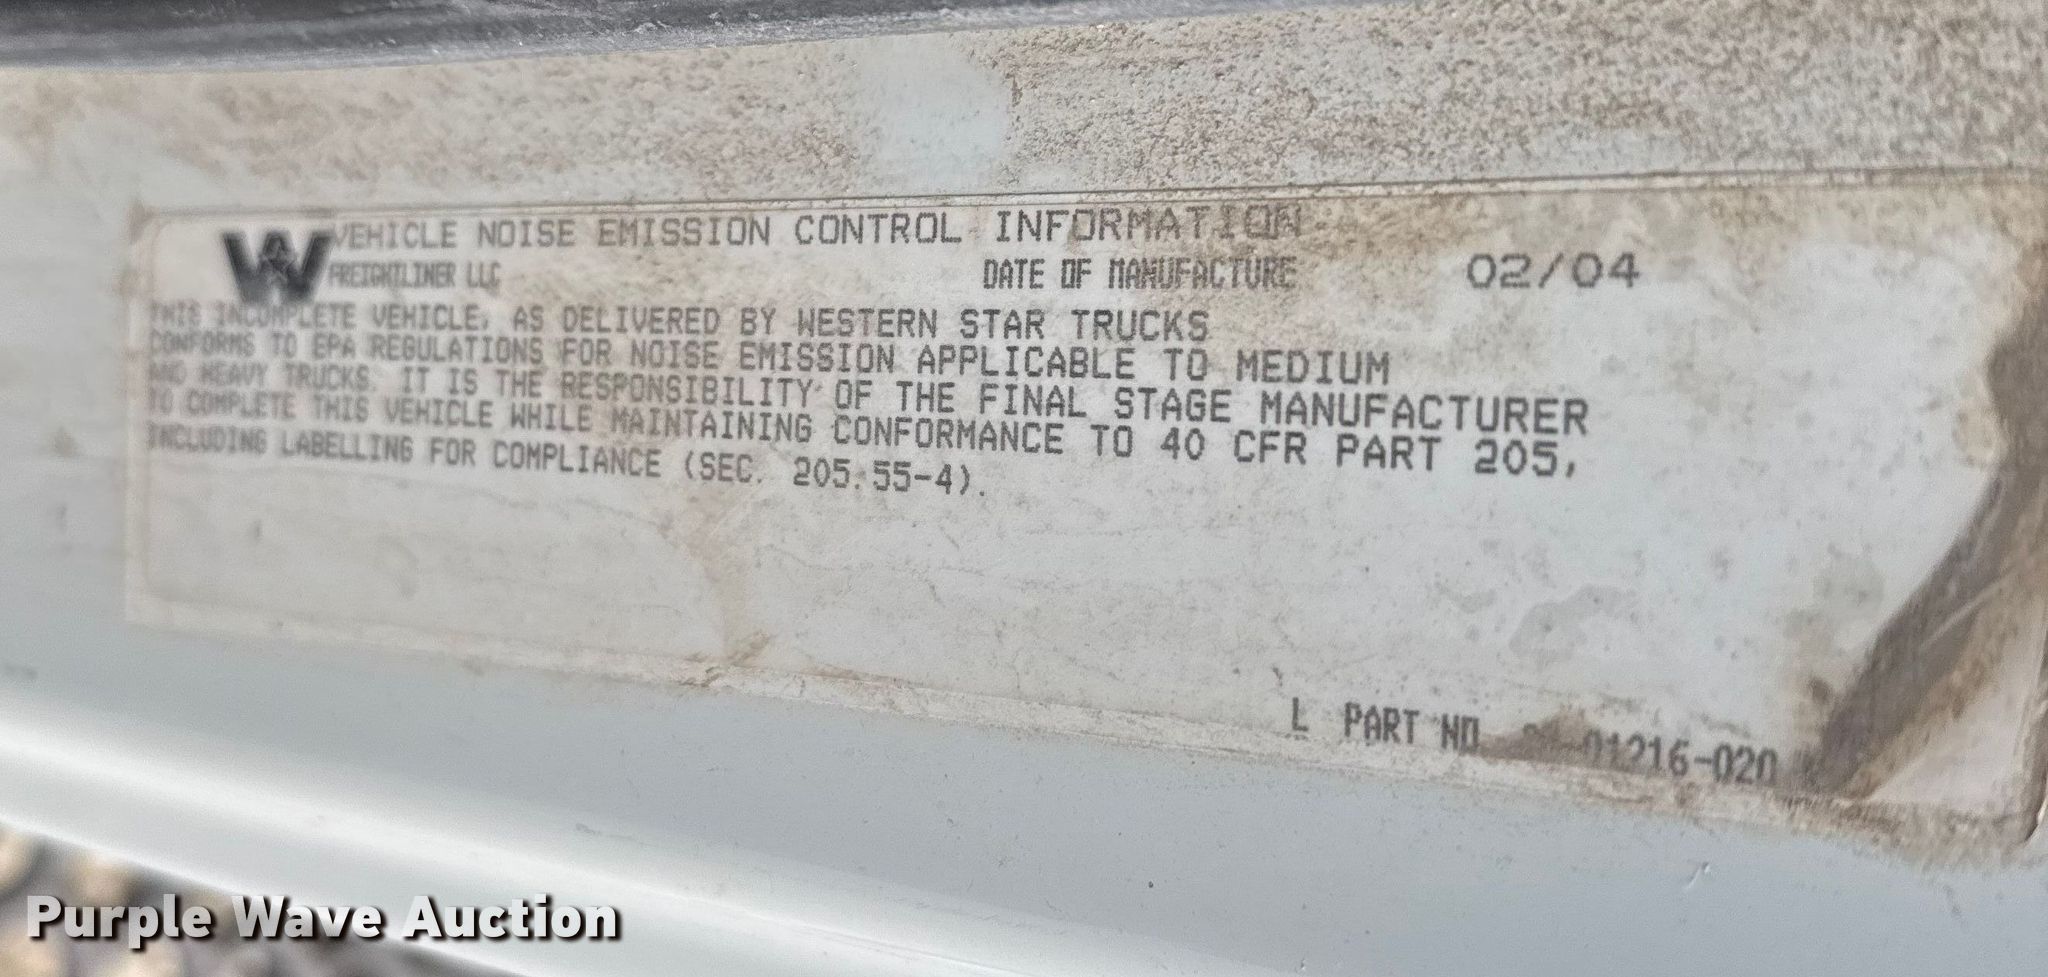 VEHICLE NOISE EMISSION CONTROL INFORMATION
FREIGHTLINER LLC DATE OF MANUFACTURE 02/04
THIS INCOMPLETE VEHICLE, AS DELIVERED BY WESTERN STAR TRUCKS
CONFORMS TO EPA REGULATIONS FOR NOISE EMISSION APPLICABLE TO MEDIUM
AND HEAVY TRUCKS. IT IS THE RESPONSIBILITY OF THE FINAL STAGE MANUFACTURER
TO COMPLETE THIS VEHICLE WHILE MAINTAINING CONFORMANCE TO 40 CFR PART 205,
INCLUDING LABELLING FOR COMPLIANCE (SEC. 205.55-4).
L PART NO -01216-020
Purple Wave Auction